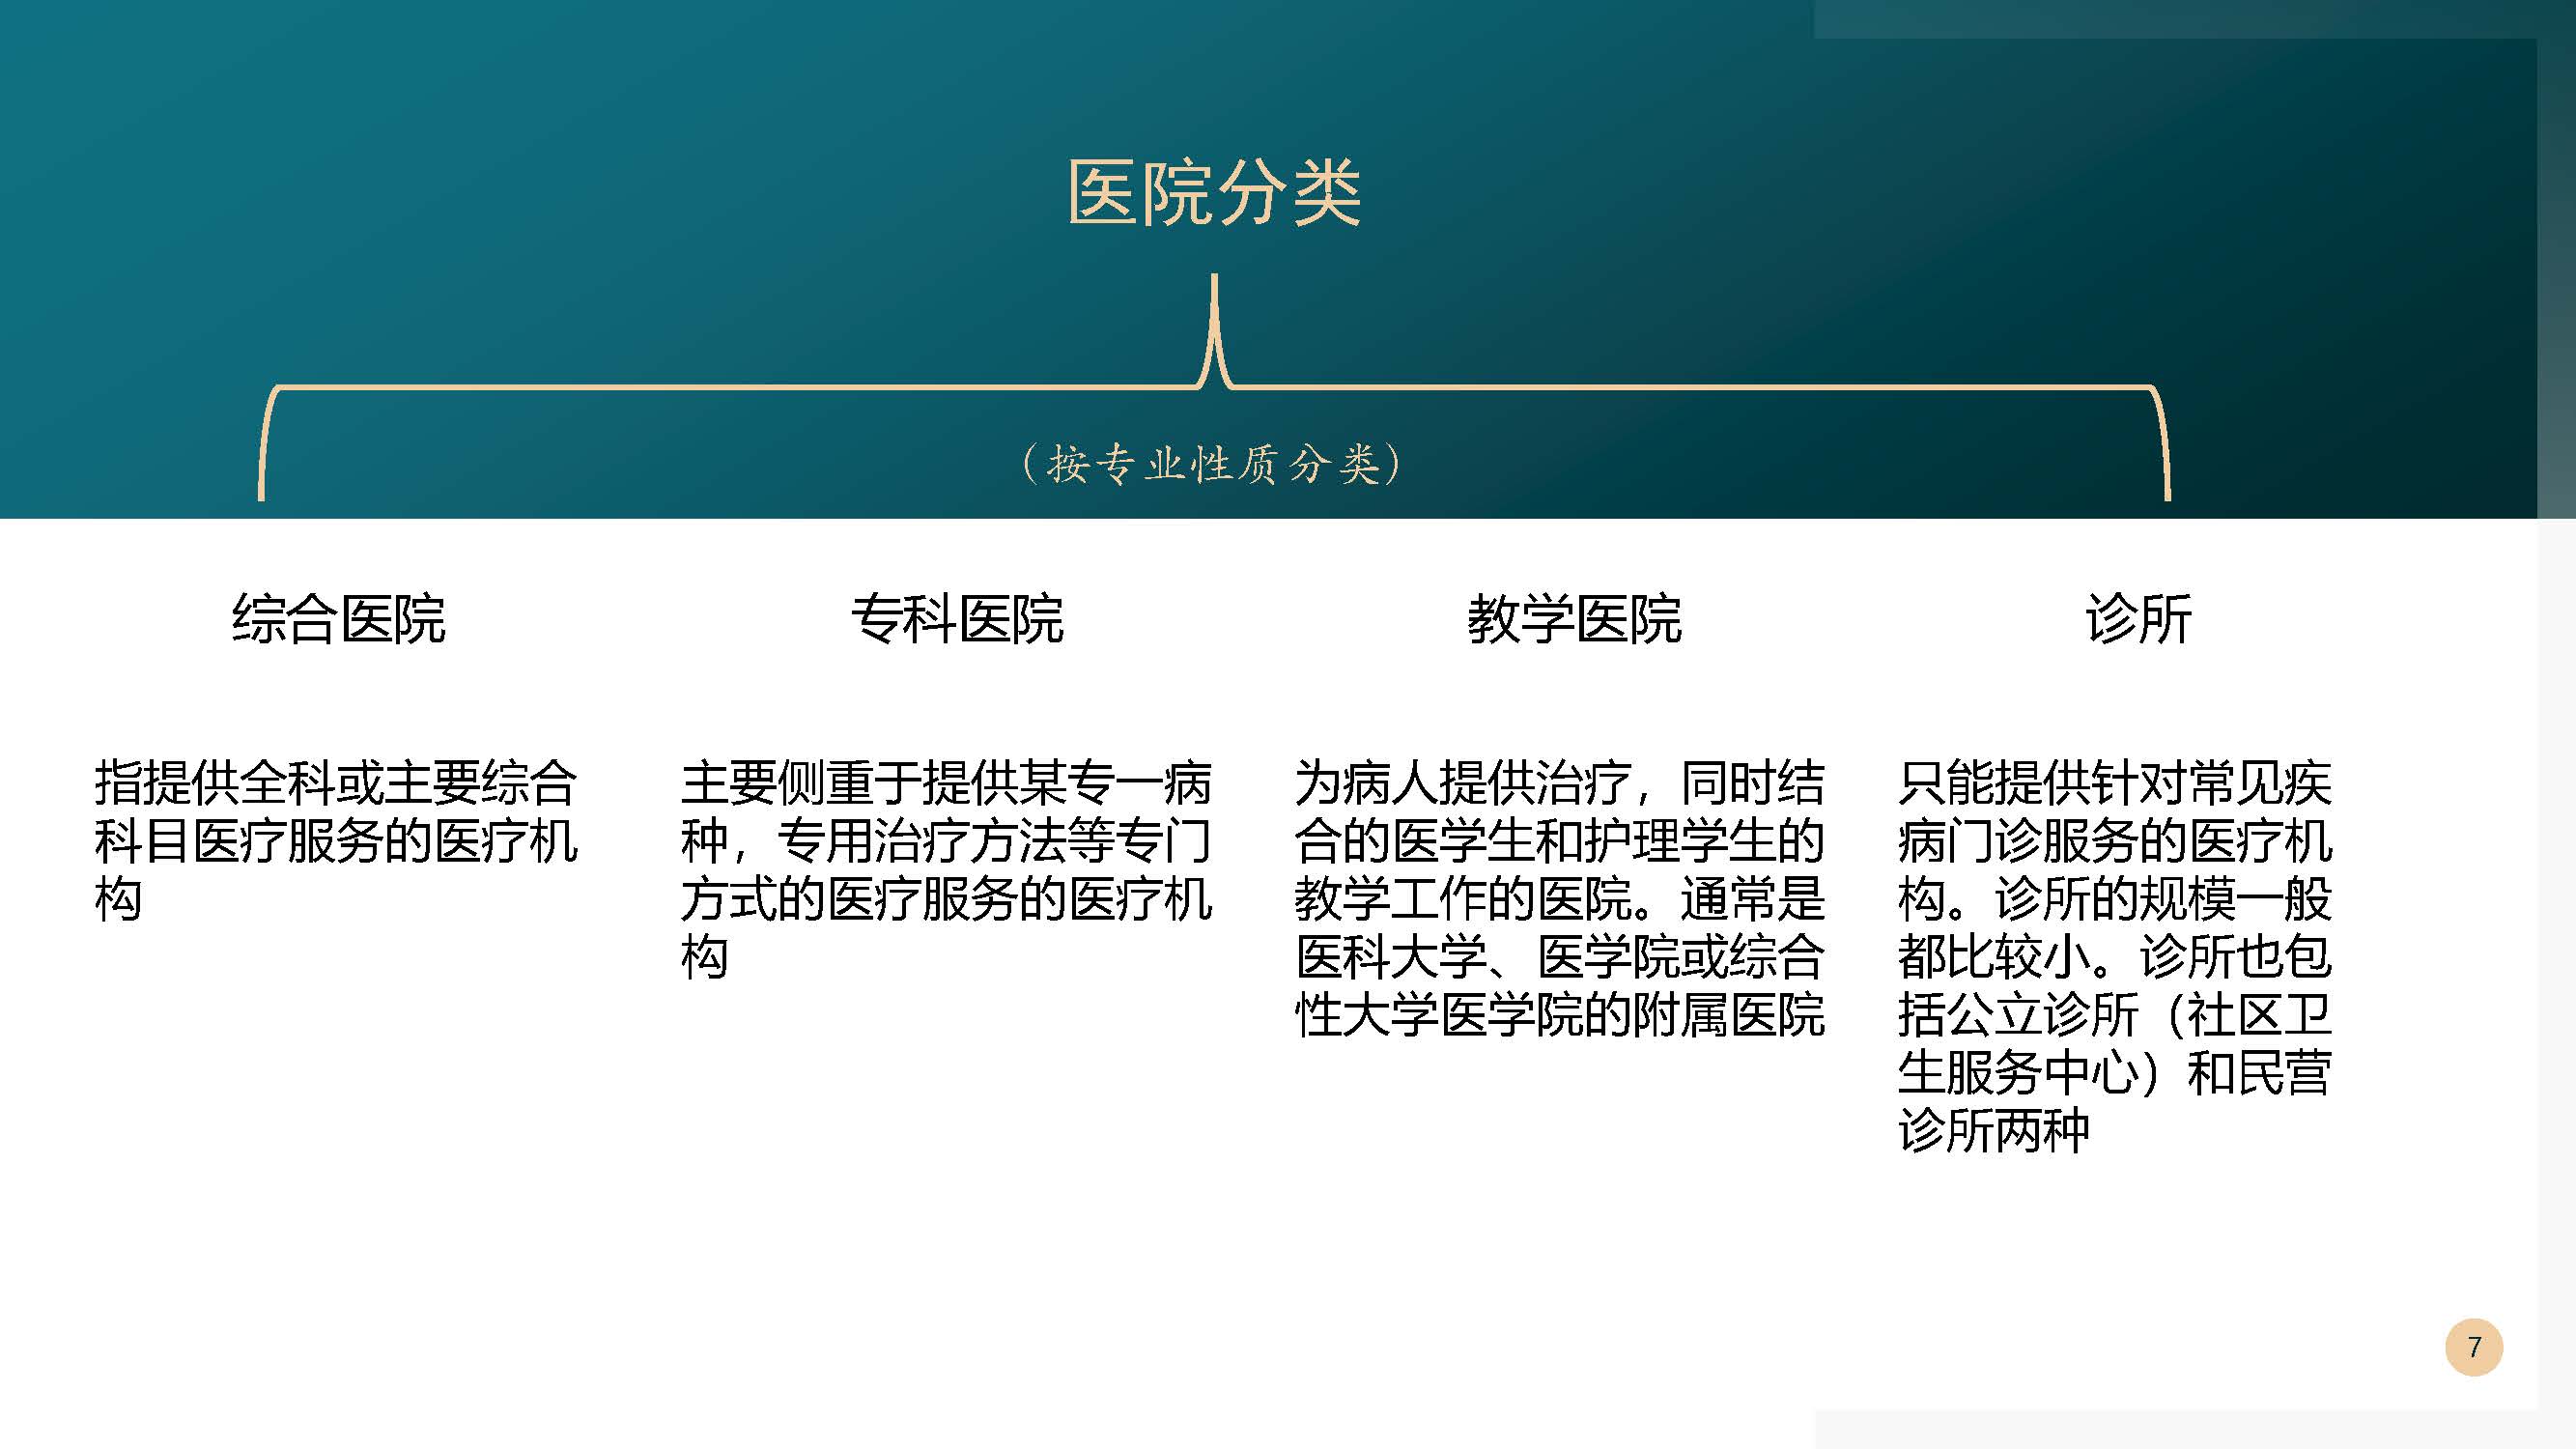 医院分类
（按专业性质分类）
综合医院
指提供全科或主要综合
科目医疗服务的医疗机
构
专科医院
主要侧重于提供某专一病
种，专用治疗方法等专门
方式的医疗服务的医疗机
构
教学医院
为病人提供治疗，同时结
合的医学生和护理学生的
教学工作的医院。通常是
医科大学、医学院或综合
性大学医学院的附属医院
诊所
只能提供针对常见疾
病门诊服务的医疗机
构。诊所的规模一般
都比较小。诊所也包
括公立诊所（社区卫
生服务中心）和民营
诊所两种
7